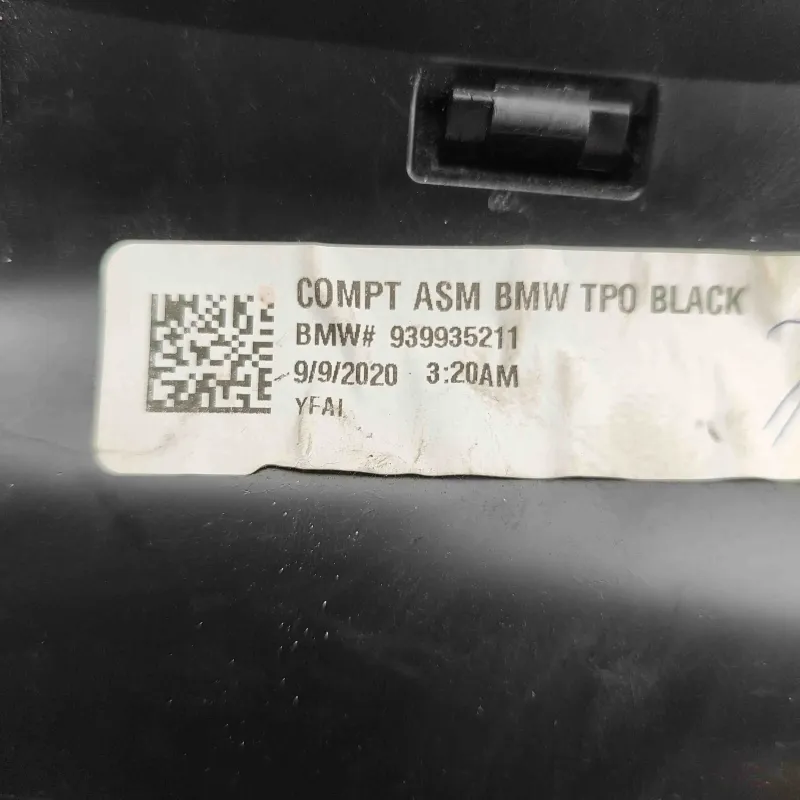 COMPT ASM BMW TPO BLACK
BMW# 939935211
9/9/2020 3:20AM
YFAI